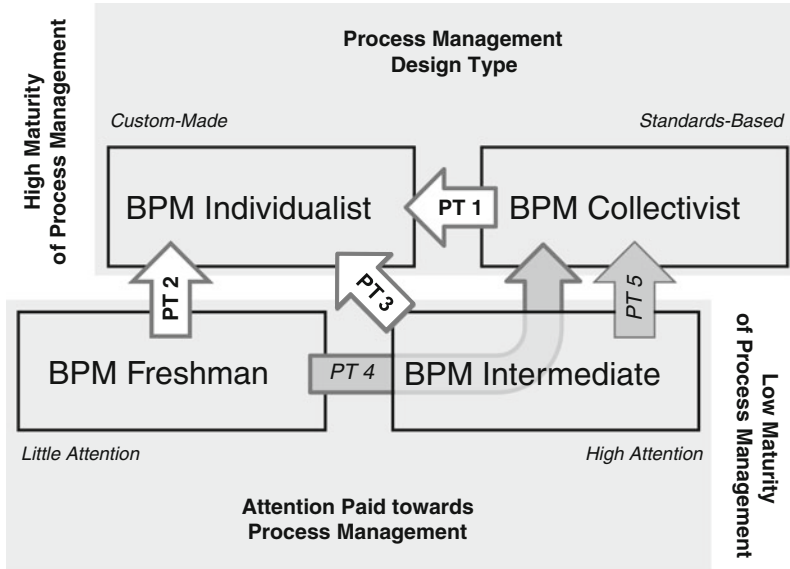 Process Management
Design Type
High Maturity
of Process Management
Custom-Made
Standards-Based
BPM Individualist
PT 1
BPM Collectivist
PT 2
PT 3
PT 5
BPM Freshman
PT 4
BPM Intermediate
Low Maturity
of Process Management
Little Attention
High Attention
Attention Paid towards
Process Management